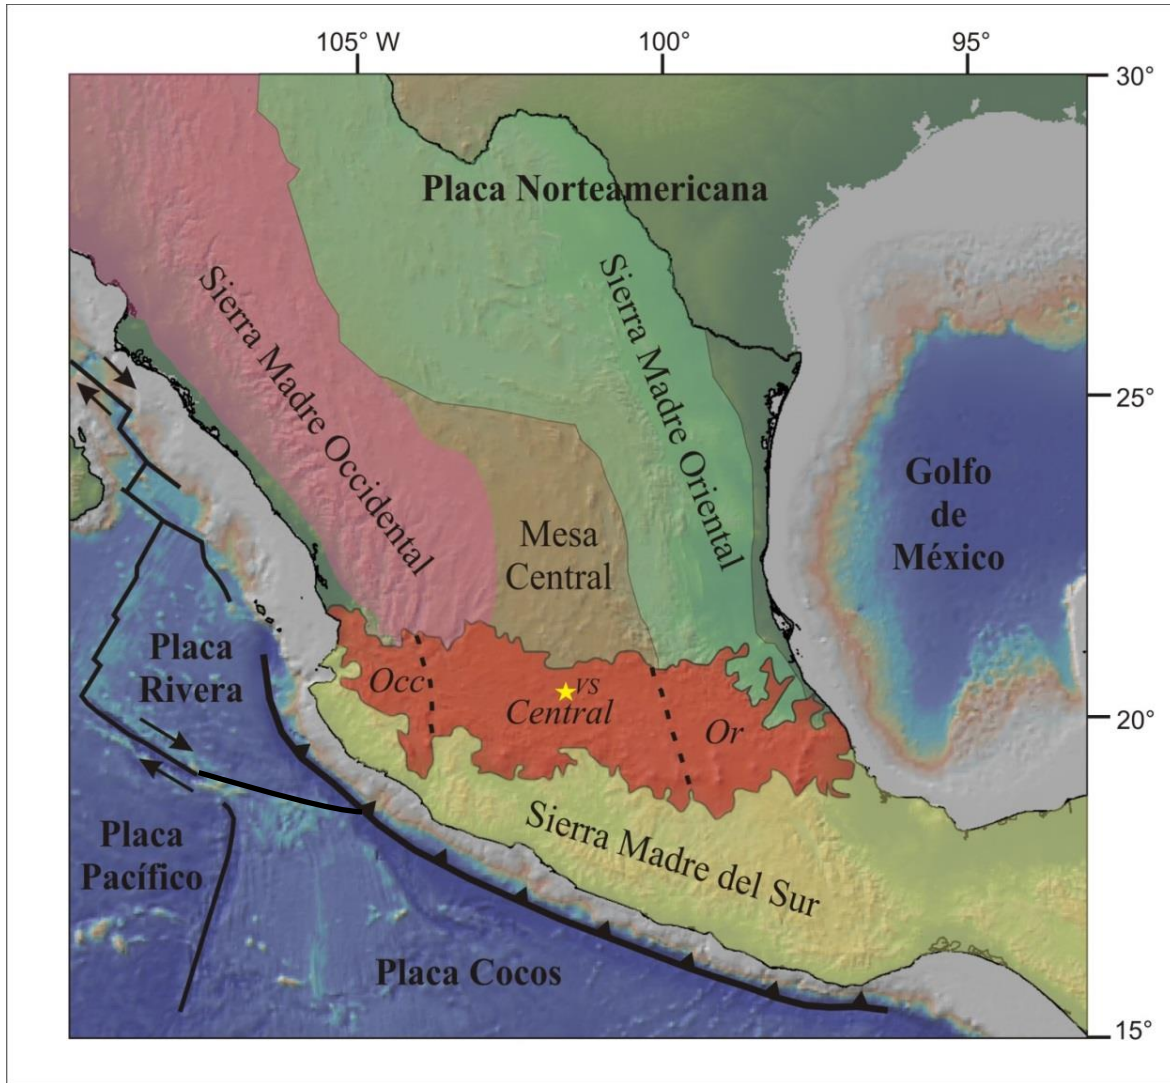 105° W
100°
95°
30°
Placa Norteamericana
Sierra Madre Occidental
Sierra Madre Oriental
25°
Golfo
de
México
Mesa
Central
Placa
Rivera
Occ
vs
Central
Or
20°
Sierra Madre del Sur
Placa
Pacífico
Placa Cocos
15°